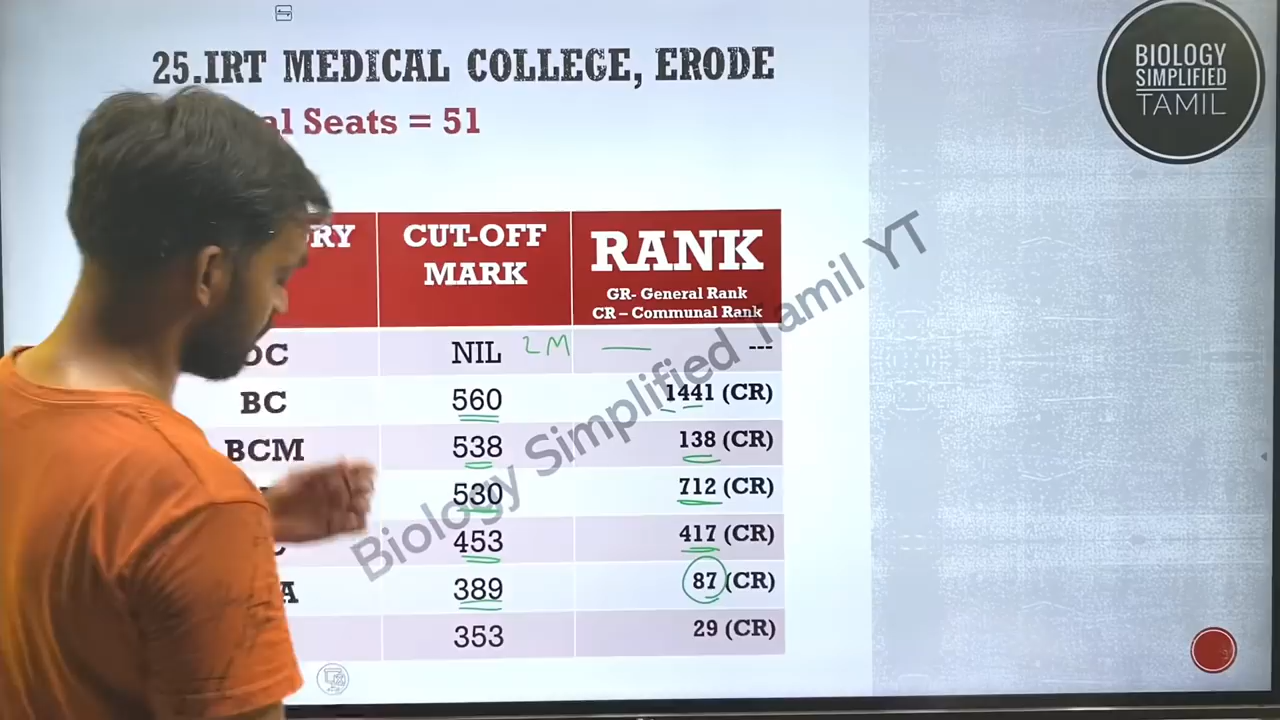 25.IRT MEDICAL COLLEGE, ERODE
BIOLOGY
SIMPLIFIED
TAMIL
al Seats = 51
RY CUT-OFF MARK RANK
GR- General Rank
CR – Communal Rank
OC NIL 2M — ---
BC 560 1441 (CR)
BCM 538 138 (CR)
530 712 (CR)
C 453 417 (CR)
A 389 87 (CR)
353 29 (CR)
Biology Simplified Tamil YT